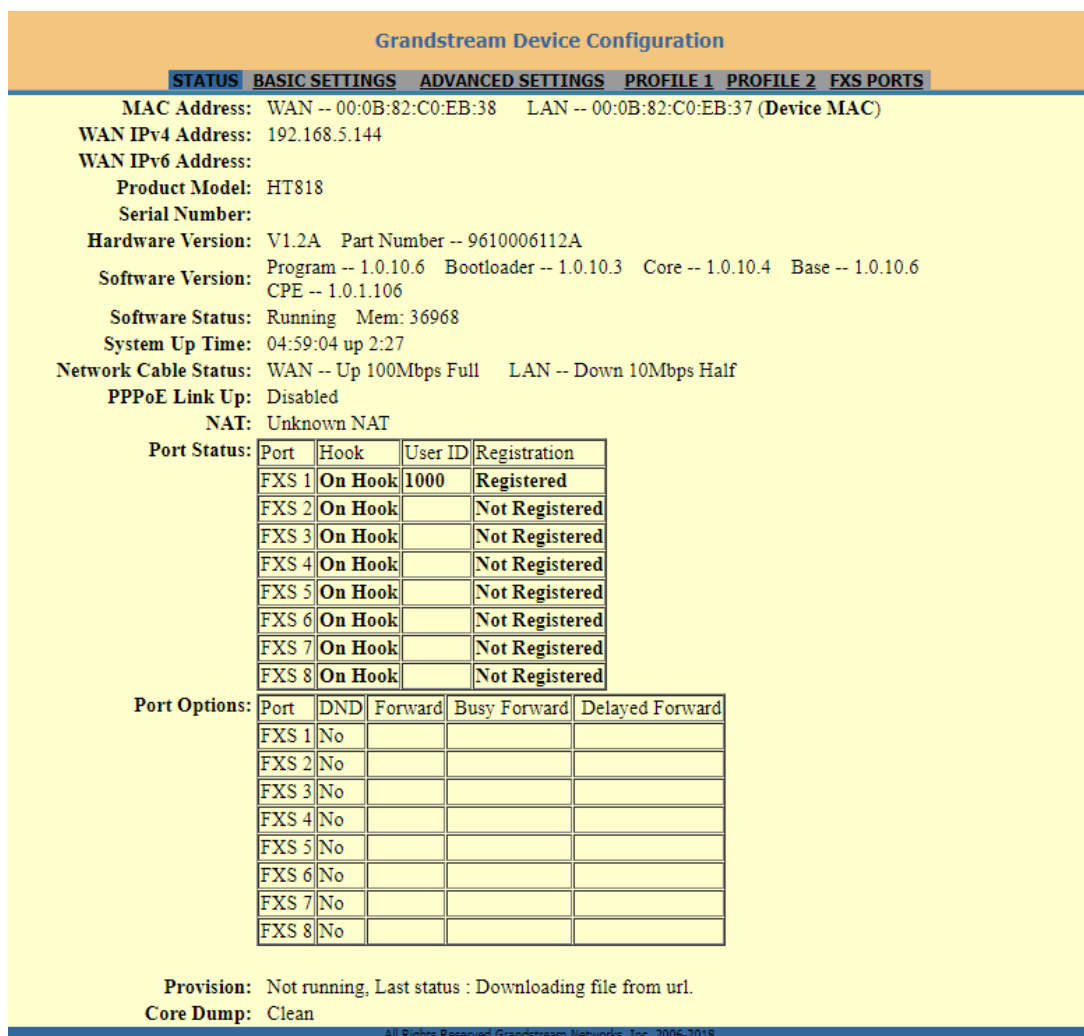 Grandstream Device Configuration
STATUS BASIC SETTINGS ADVANCED SETTINGS PROFILE 1 PROFILE 2 FXS PORTS
MAC Address: WAN -- 00:0B:82:C0:EB:38 LAN -- 00:0B:82:C0:EB:37 (Device MAC)
WAN IPv4 Address: 192.168.5.144
WAN IPv6 Address:
Product Model: HT818
Serial Number:
Hardware Version: V1.2A Part Number -- 9610006112A
Software Version: Program -- 1.0.10.6 Bootloader -- 1.0.10.3 Core -- 1.0.10.4 Base -- 1.0.10.6
CPE -- 1.0.1.106
Software Status: Running Mem: 36968
System Up Time: 04:59:04 up 2:27
Network Cable Status: WAN -- Up 100Mbps Full LAN -- Down 10Mbps Half
PPPoE Link Up: Disabled
NAT: Unknown NAT
Port Status: Port Hook User ID Registration
FXS 1 On Hook 1000 Registered
FXS 2 On Hook Not Registered
FXS 3 On Hook Not Registered
FXS 4 On Hook Not Registered
FXS 5 On Hook Not Registered
FXS 6 On Hook Not Registered
FXS 7 On Hook Not Registered
FXS 8 On Hook Not Registered
Port Options: Port DND Forward Busy Forward Delayed Forward
FXS 1 No
FXS 2 No
FXS 3 No
FXS 4 No
FXS 5 No
FXS 6 No
FXS 7 No
FXS 8 No
Provision: Not running, Last status : Downloading file from url.
Core Dump: Clean
All Rights Reserved Grandstream Networks, Inc. 2006-2018